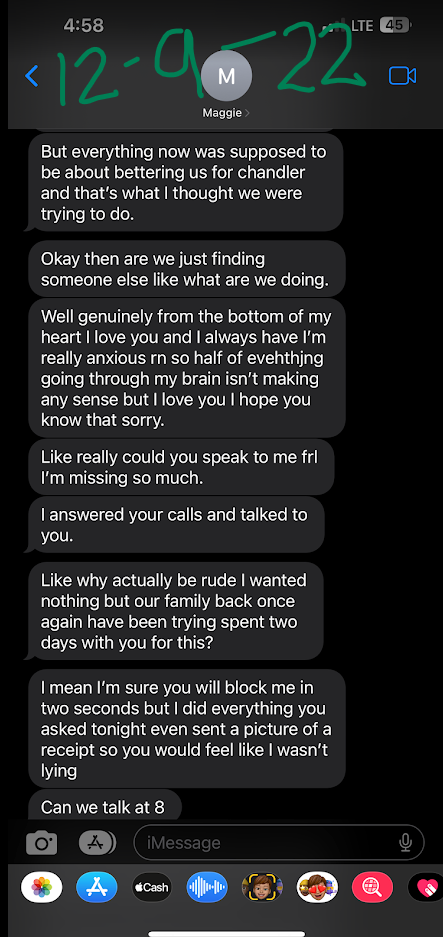 4:58
LTE 45
12-9-22
M
Maggie
But everything now was supposed to
be about bettering us for chandler
and that's what I thought we were
trying to do.
Okay then are we just finding
someone else like what are we doing.
Well genuinely from the bottom of my
heart I love you and I always have I'm
really anxious rn so half of evehthjng
going through my brain isn't making
any sense but I love you I hope you
know that sorry.
Like really could you speak to me frl
I'm missing so much.
I answered your calls and talked to
you.
Like why actually be rude I wanted
nothing but our family back once
again have been trying spent two
days with you for this?
I mean I'm sure you will block me in
two seconds but I did everything you
asked tonight even sent a picture of a
receipt so you would feel like I wasn't
lying
Can we talk at 8
iMessage
Cash